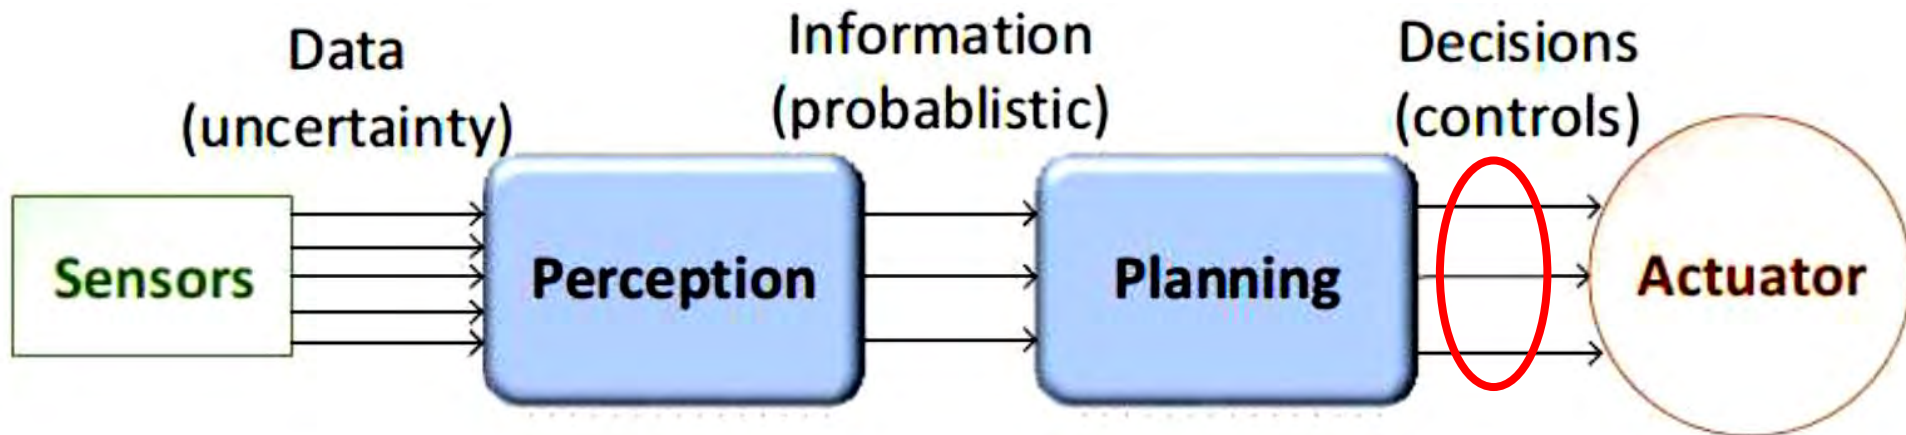 Data
(uncertainty)
Information
(probablistic)
Decisions
(controls)
Sensors
Perception
Planning
Actuator